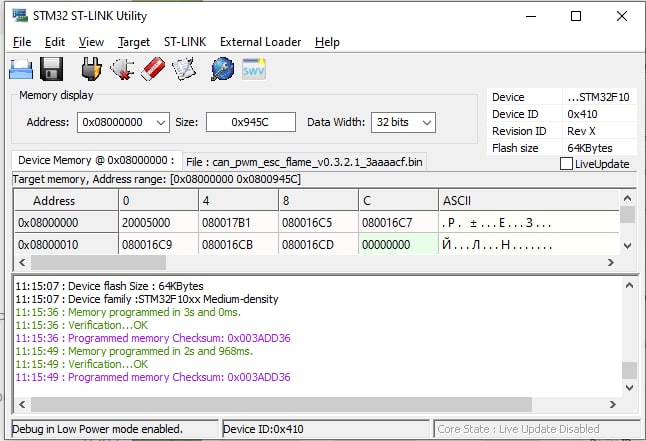 STM32 ST-LINK Utility
File Edit View Target ST-LINK External Loader Help
SWV
Memory display
Address: 0x08000000 Size: 0x945C Data Width: 32 bits
Device ...STM32F10
Device ID 0x410
Revision ID Rev X
Flash size 64KBytes
LiveUpdate
Device Memory @ 0x08000000 : File : can_pwm_esc_flame_v0.3.2.1_3aaaacf.bin
Target memory, Address range: [0x08000000 0x0800945C]
Address 0 4 8 C ASCII
0x08000000 20005000 080017B1 080016C5 080016C7 .P. ±...Е...З...
0x08000010 080016C9 080016CB 080016CD 00000000 Й...Л...Н.......
11:15:07 : Device flash Size : 64KBytes
11:15:07 : Device family :STM32F10xx Medium-density
11:15:36 : Memory programmed in 3s and 0ms.
11:15:36 : Verification...OK
11:15:36 : Programmed memory Checksum: 0x003ADD36
11:15:49 : Memory programmed in 2s and 968ms.
11:15:49 : Verification...OK
11:15:49 : Programmed memory Checksum: 0x003ADD36
Debug in Low Power mode enabled. Device ID:0x410 Core State : Live Update Disabled